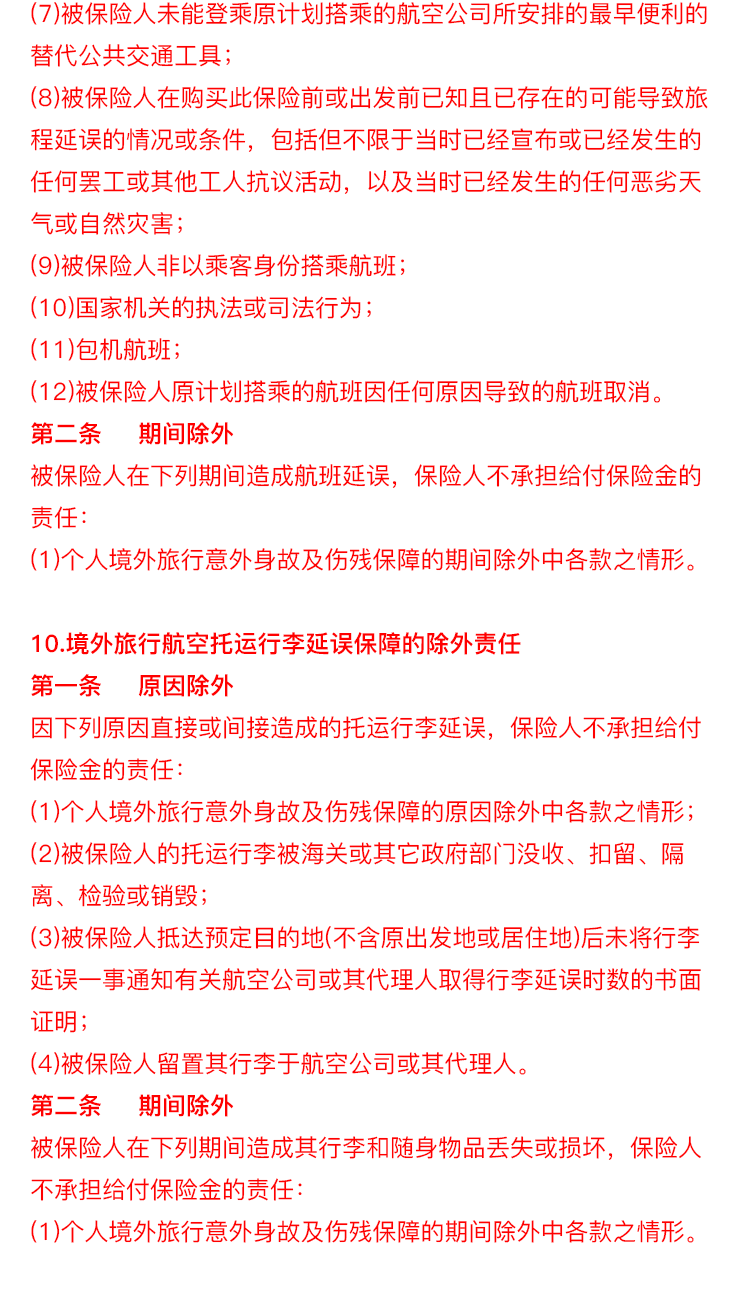 (7)被保险人未能登乘原计划搭乘的航空公司所安排的最早便利的
替代公共交通工具；
(8)被保险人在购买此保险前或出发前已知且已存在的可能导致旅
程延误的情况或条件，包括但不限于当时已经宣布或已经发生的
任何罢工或其他工人抗议活动，以及当时已经发生的任何恶劣天
气或自然灾害；
(9)被保险人非以乘客身份搭乘航班；
(10)国家机关的执法或司法行为；
(11)包机航班；
(12)被保险人原计划搭乘的航班因任何原因导致的航班取消。
第二条 期间除外
被保险人在下列期间造成航班延误，保险人不承担给付保险金的
责任：
(1)个人境外旅行意外身故及伤残保障的期间除外中各款之情形。
10.境外旅行航空托运行李延误保障的除外责任
第一条 原因除外
因下列原因直接或间接造成的托运行李延误，保险人不承担给付
保险金的责任：
(1)个人境外旅行意外身故及伤残保障的原因除外中各款之情形；
(2)被保险人的托运行李被海关或其它政府部门没收、扣留、隔
离、检验或销毁；
(3)被保险人抵达预定目的地(不含原出发地或居住地)后未将行李
延误一事通知有关航空公司或其代理人取得行李延误时数的书面
证明；
(4)被保险人留置其行李于航空公司或其代理人。
第二条 期间除外
被保险人在下列期间造成其行李和随身物品丢失或损坏，保险人
不承担给付保险金的责任：
(1)个人境外旅行意外身故及伤残保障的期间除外中各款之情形。